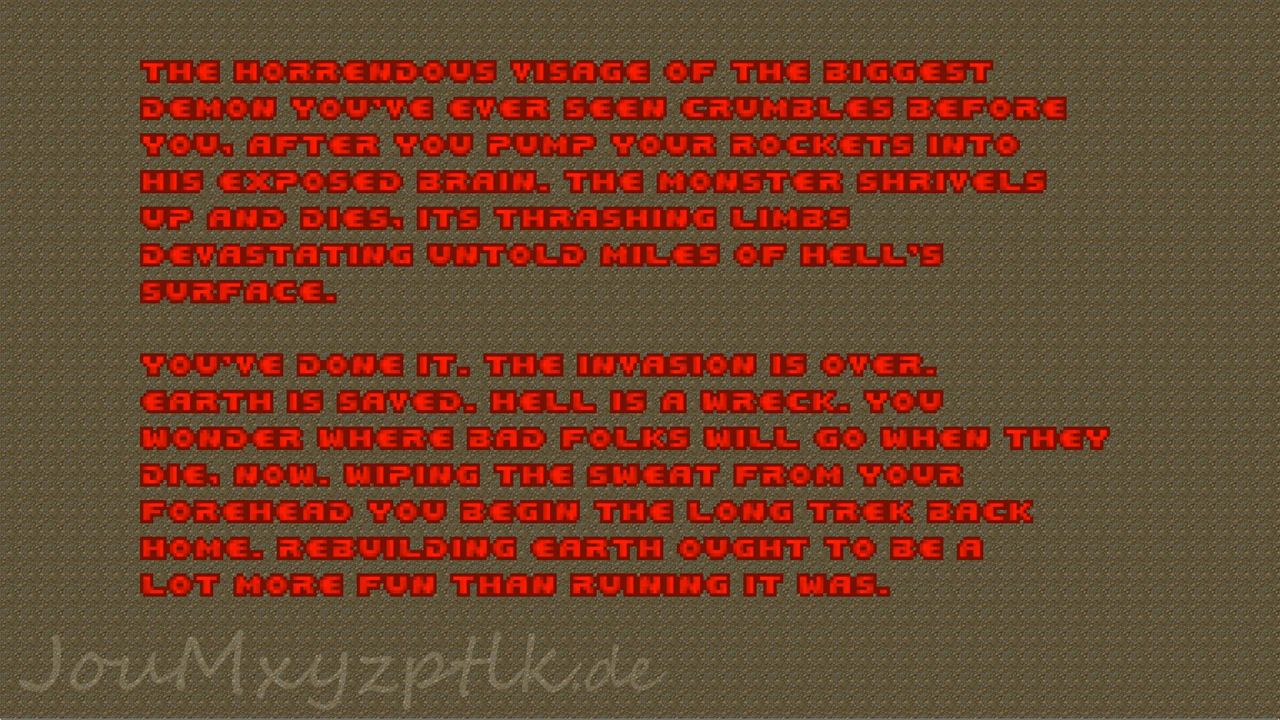 THE HORRENDOUS VISAGE OF THE BIGGEST
DEMON YOU'VE EVER SEEN CRUMBLES BEFORE
YOU, AFTER YOU PUMP YOUR ROCKETS INTO
HIS EXPOSED BRAIN. THE MONSTER SHRIVELS
UP AND DIES, ITS THRASHING LIMBS
DEVASTATING UNTOLD MILES OF HELL'S
SURFACE.
YOU'VE DONE IT. THE INVASION IS OVER.
EARTH IS SAVED. HELL IS A WRECK. YOU
WONDER WHERE BAD FOLKS WILL GO WHEN THEY
DIE, NOW. WIPING THE SWEAT FROM YOUR
FOREHEAD YOU BEGIN THE LONG TREK BACK
HOME. REBUILDING EARTH OUGHT TO BE A
LOT MORE FUN THAN RUINING IT WAS.
JouMxyzptlk.de